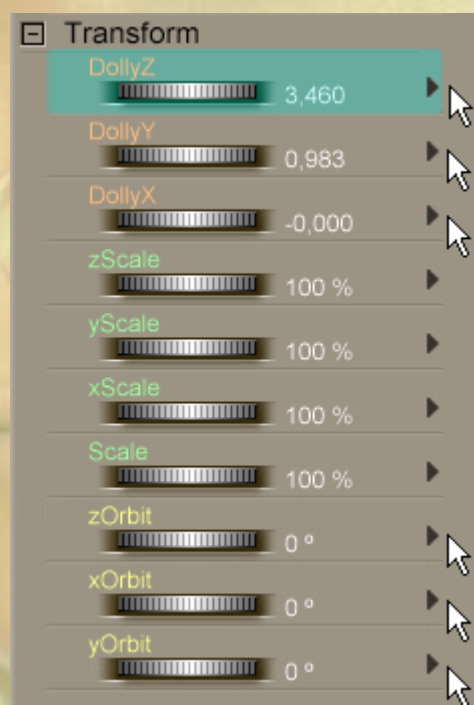 Transform
DollyZ
3,460
DollyY
0,983
DollyX
-0,000
zScale
100 %
yScale
100 %
xScale
100 %
Scale
100 %
zOrbit
0 °
xOrbit
0 °
yOrbit
0 °